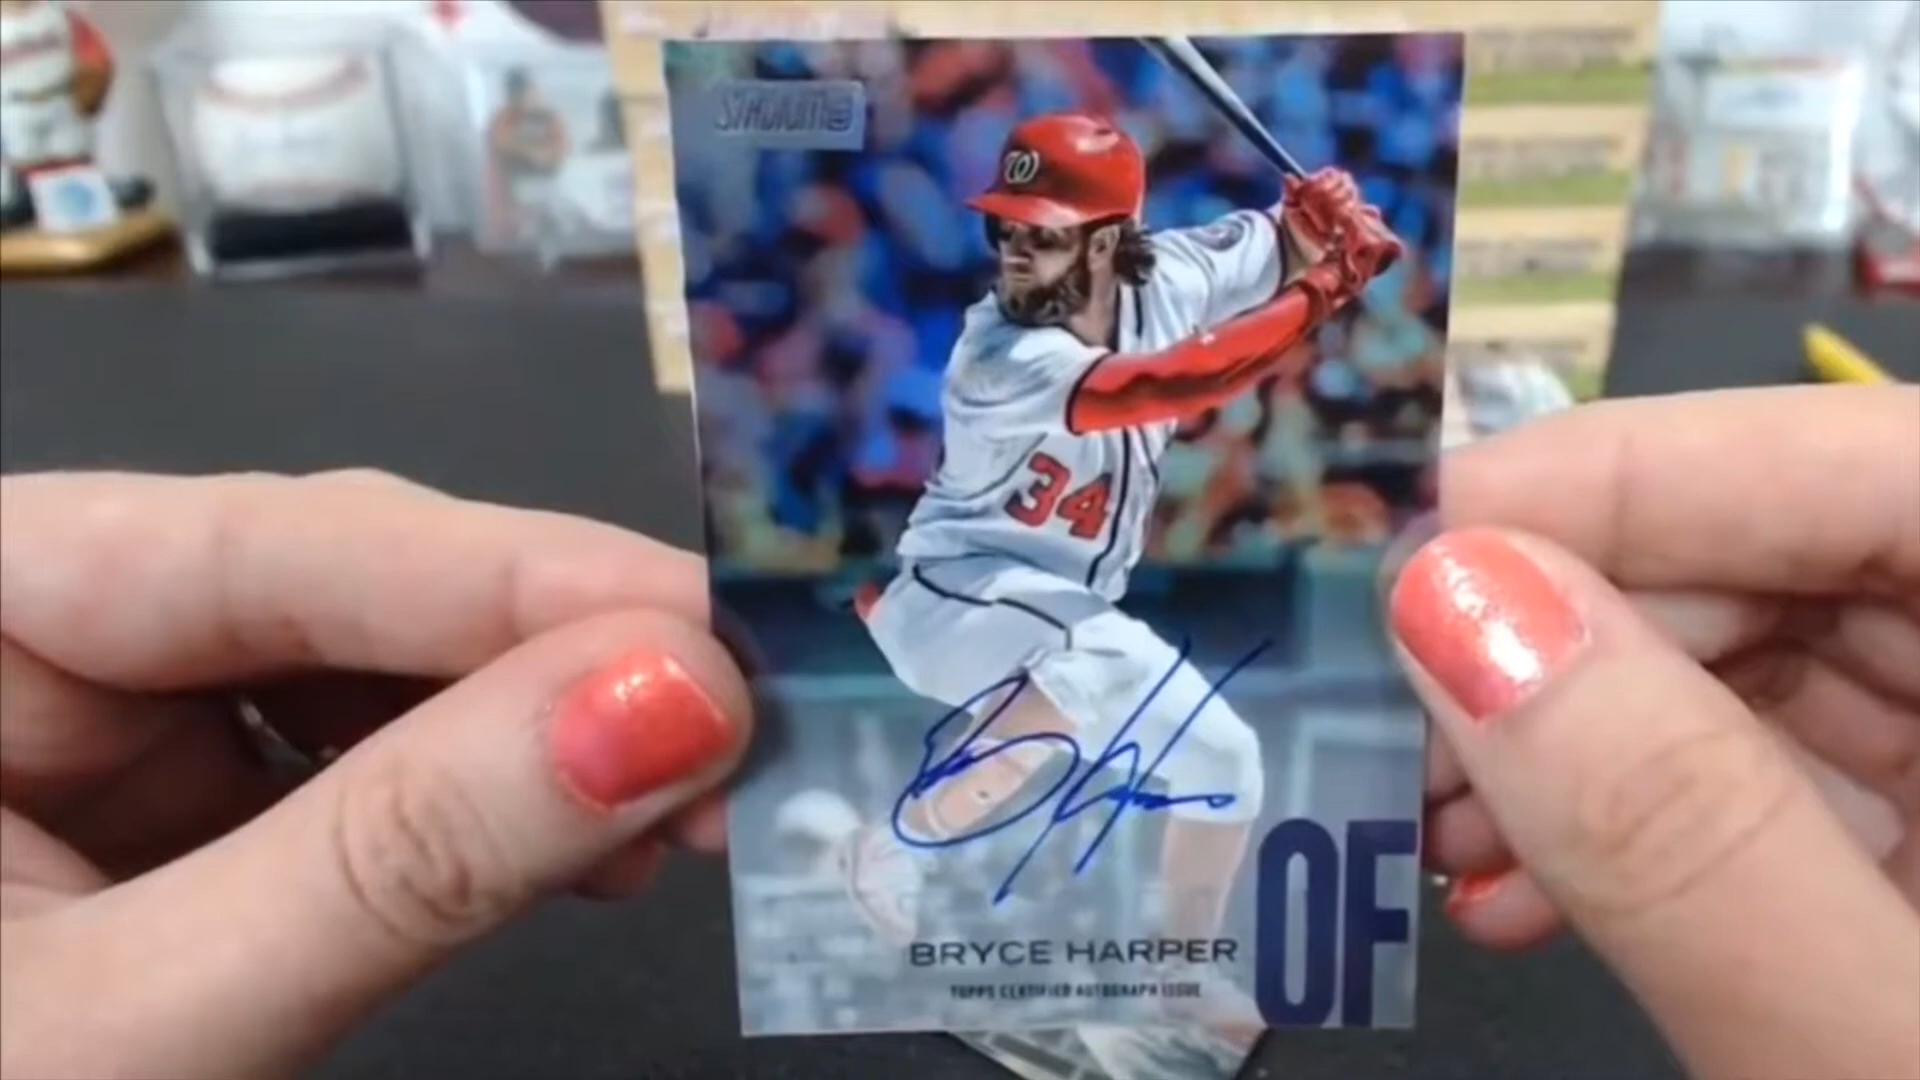 STADIUM
W
34
BRYCE HARPER
TOPPS CERTIFIED AUTOGRAPH ISSUE
OF